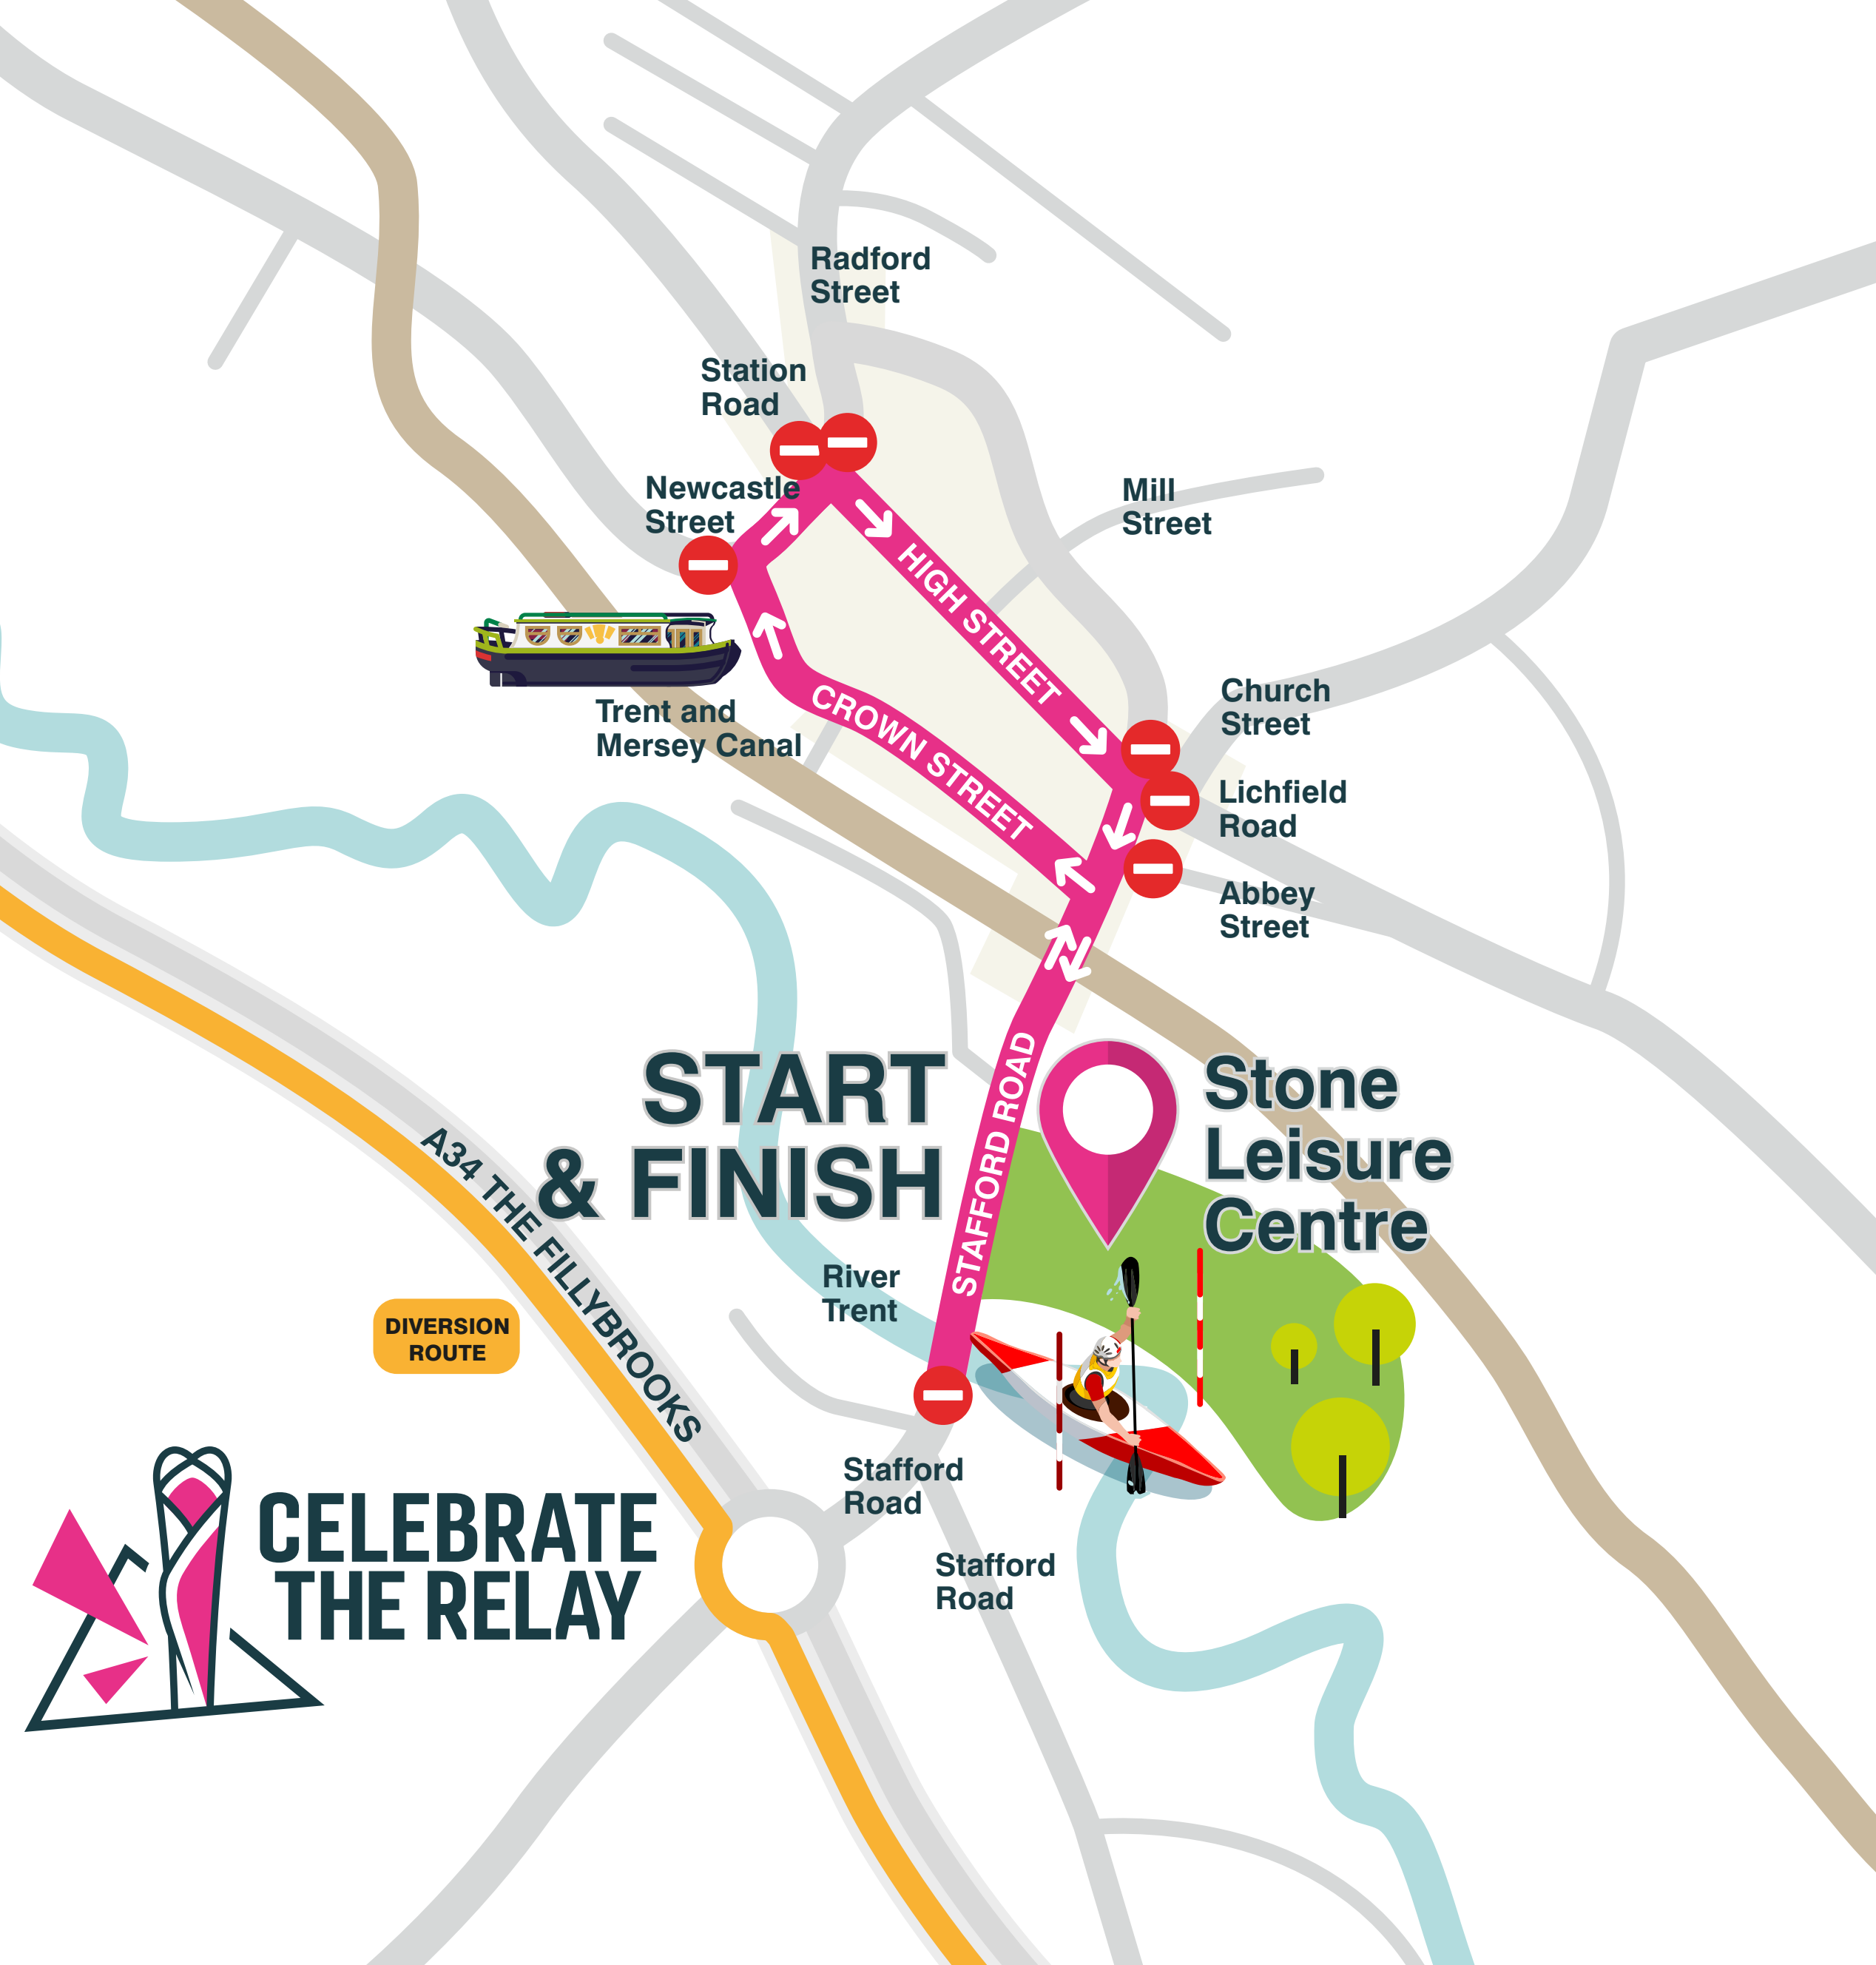 Radford
Street
Station
Road
Newcastle
Street
Mill
Street
HIGH STREET
CROWN STREET
Church
Street
Trent and
Mersey Canal
Lichfield
Road
Abbey
Street
START
& FINISH
STAFFORD ROAD
Stone
Leisure
Centre
A34 THE FILLYBROOKS
River
Trent
DIVERSION
ROUTE
Stafford
Road
Stafford
Road
CELEBRATE
THE RELAY